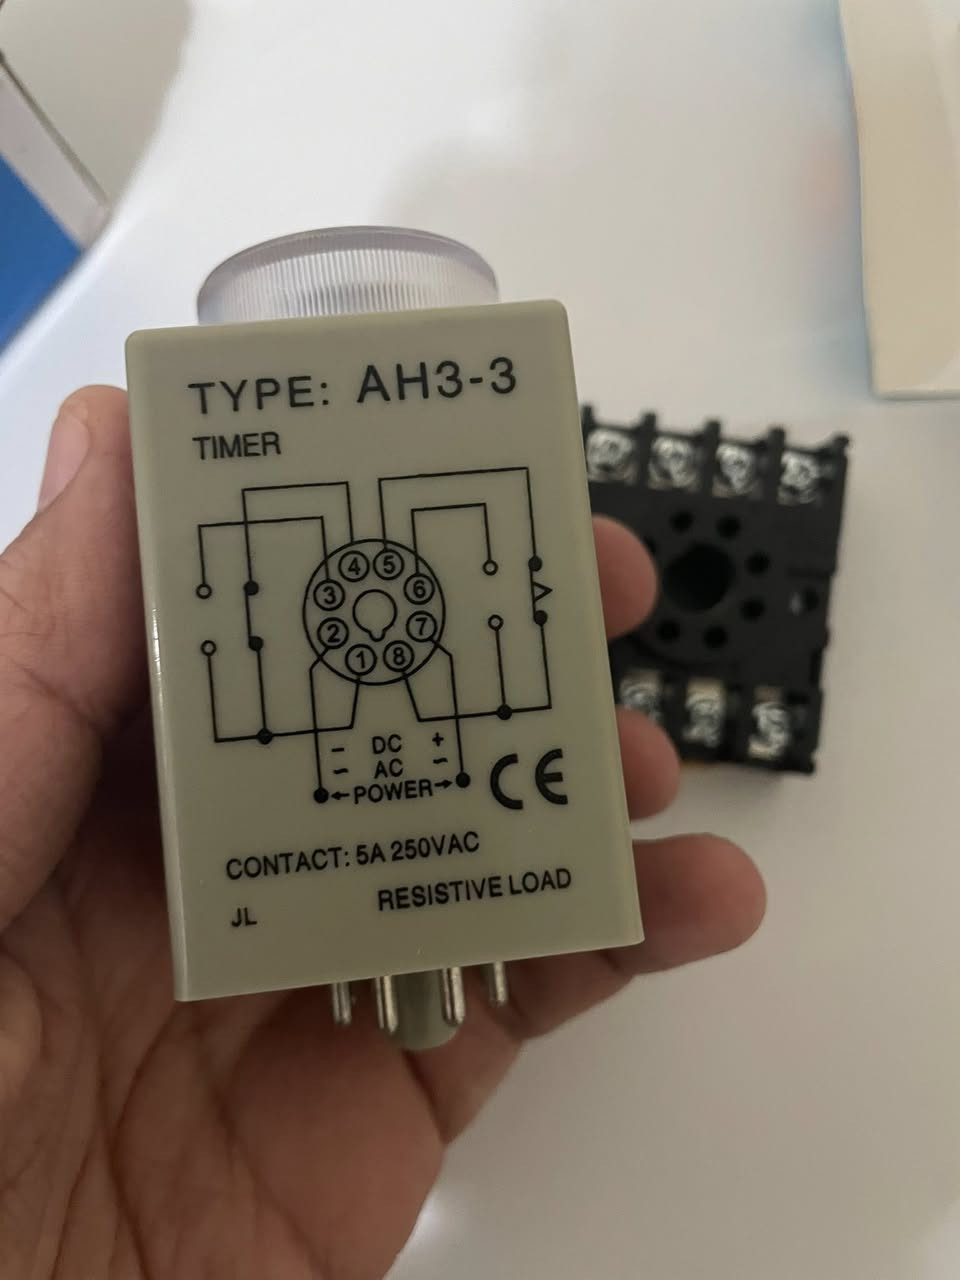 TYPE: AH3-3
TIMER
4 5
3 6
2 7
1 8
− DC +
~ AC ~
POWER
CE
CONTACT: 5A 250VAC
RESISTIVE LOAD
JL